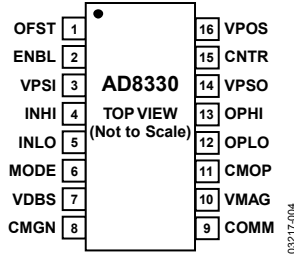 OFST 1 16 VPOS
ENBL 2 15 CNTR
VPSI 3 AD8330 14 VPSO
INHI 4 TOP VIEW 13 OPHI
INLO 5 (Not to Scale) 12 OPLO
MODE 6 11 CMOP
VDBS 7 10 VMAG
CMGN 8 9 COMM
03217-004